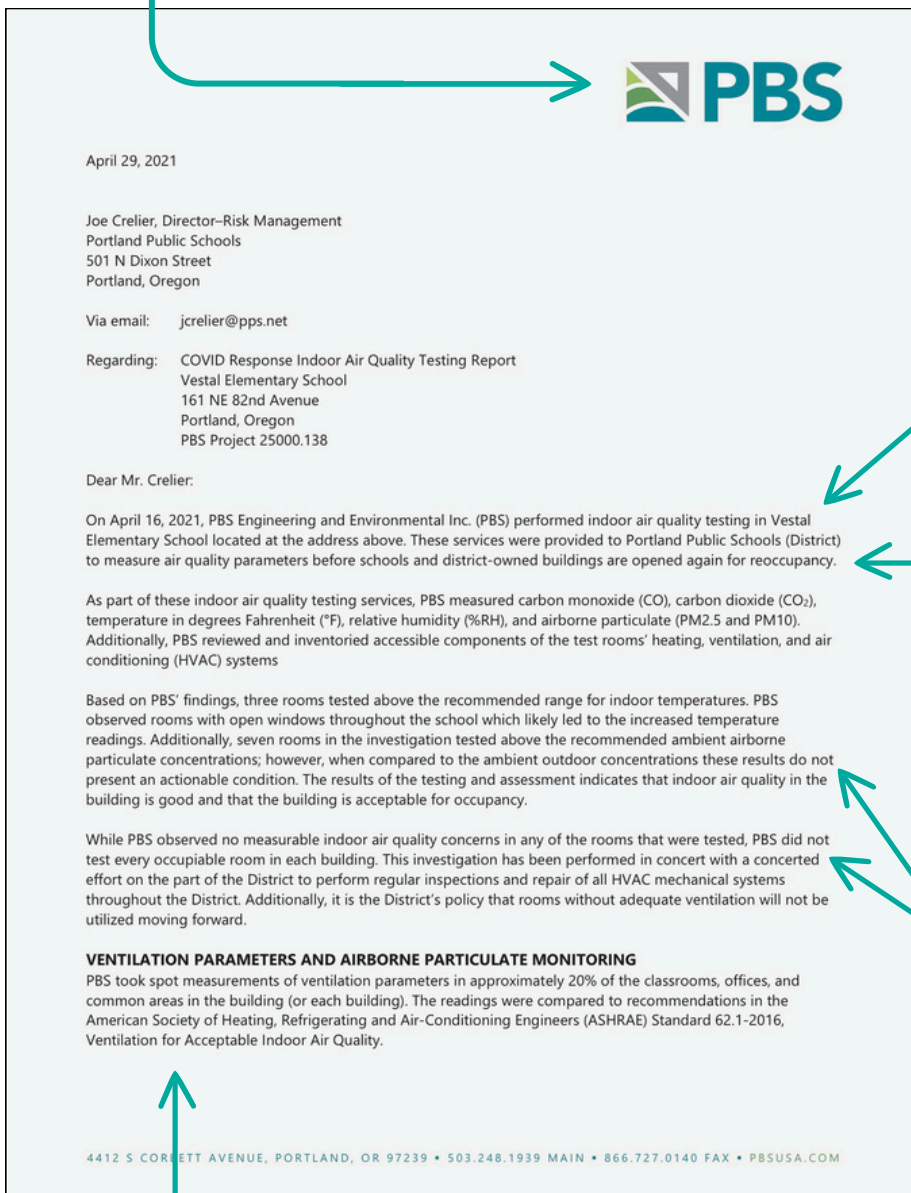 PBS
April 29, 2021
Joe Crelier, Director–Risk Management
Portland Public Schools
501 N Dixon Street
Portland, Oregon
Via email: jcrelier@pps.net
Regarding: COVID Response Indoor Air Quality Testing Report
Vestal Elementary School
161 NE 82nd Avenue
Portland, Oregon
PBS Project 25000.138
Dear Mr. Crelier:
On April 16, 2021, PBS Engineering and Environmental Inc. (PBS) performed indoor air quality testing in Vestal
Elementary School located at the address above. These services were provided to Portland Public Schools (District)
to measure air quality parameters before schools and district-owned buildings are opened again for reoccupancy.
As part of these indoor air quality testing services, PBS measured carbon monoxide (CO), carbon dioxide (CO₂),
temperature in degrees Fahrenheit (°F), relative humidity (%RH), and airborne particulate (PM2.5 and PM10).
Additionally, PBS reviewed and inventoried accessible components of the test rooms' heating, ventilation, and air
conditioning (HVAC) systems
Based on PBS' findings, three rooms tested above the recommended range for indoor temperatures. PBS
observed rooms with open windows throughout the school which likely led to the increased temperature
readings. Additionally, seven rooms in the investigation tested above the recommended ambient airborne
particulate concentrations; however, when compared to the ambient outdoor concentrations these results do not
present an actionable condition. The results of the testing and assessment indicates that indoor air quality in the
building is good and that the building is acceptable for occupancy.
While PBS observed no measurable indoor air quality concerns in any of the rooms that were tested, PBS did not
test every occupiable room in each building. This investigation has been performed in concert with a concerted
effort on the part of the District to perform regular inspections and repair of all HVAC mechanical systems
throughout the District. Additionally, it is the District's policy that rooms without adequate ventilation will not be
utilized moving forward.
VENTILATION PARAMETERS AND AIRBORNE PARTICULATE MONITORING
PBS took spot measurements of ventilation parameters in approximately 20% of the classrooms, offices, and
common areas in the building (or each building). The readings were compared to recommendations in the
American Society of Heating, Refrigerating and Air-Conditioning Engineers (ASHRAE) Standard 62.1-2016,
Ventilation for Acceptable Indoor Air Quality.
4412 S CORBETT AVENUE, PORTLAND, OR 97239 ▪ 503.248.1939 MAIN ▪ 866.727.0140 FAX ▪ PBSUSA.COM